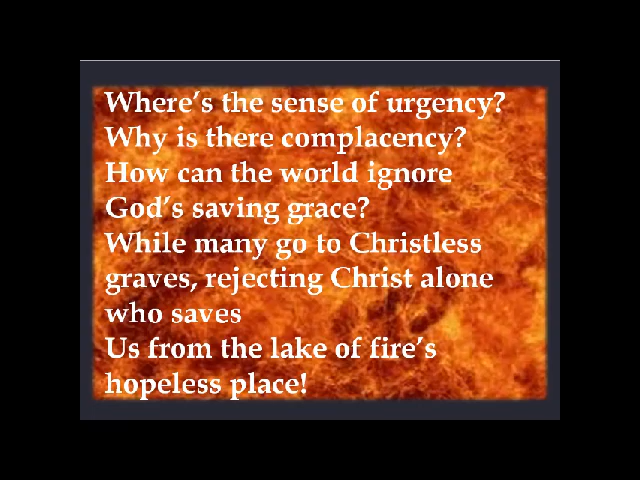 Where’s the sense of urgency?
Why is there complacency?
How can the world ignore
God’s saving grace?
While many go to Christless
graves, rejecting Christ alone
who saves
Us from the lake of fire’s
hopeless place!